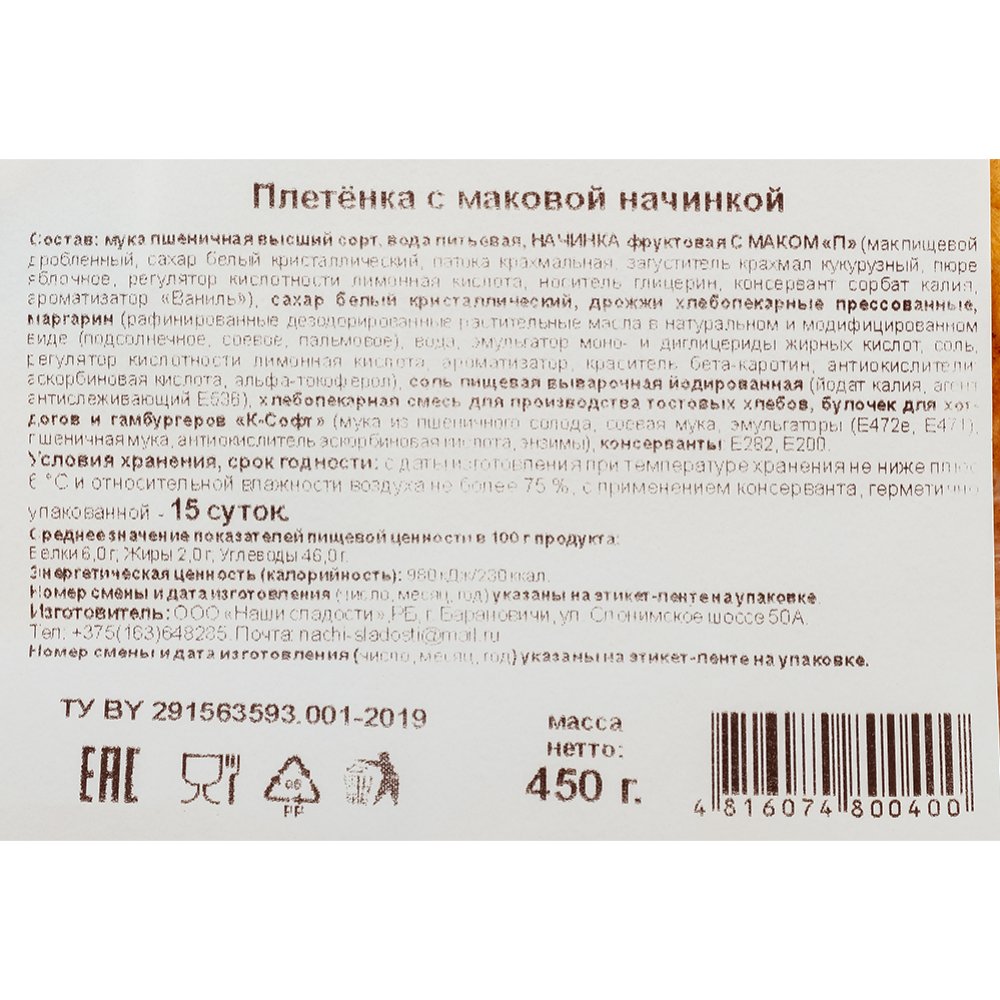 Плетёнка с маковой начинкой
Состав: мука пшеничная высший сорт, вода питьевая, НАЧИНКА фруктовая С МАКОМ «П» (мак пищевой
дробленный, сахар белый кристаллический, патока крахмальная, загуститель крахмал кукурузный, пюре
яблочное, регулятор кислотности лимонная кислота, носитель глицерин, консервант сорбат калия,
ароматизатор «Ваниль»), сахар белый кристаллический, дрожжи хлебопекарные прессованные,
маргарин (рафинированные дезодорированные растительные масла в натуральном и модифицированном
виде (подсолнечное, соевое, пальмовое), вода, эмульгатор моно- и диглицериды жирных кислот, соль,
регулятор кислотности лимонная кислота, ароматизатор, краситель бета-каротин, антиокислители
аскорбиновая кислота, альфа-токоферол), соль пищевая выварочная йодированная (йодат калия, агент
антислеживающий Е536), хлебопекарная смесь для производства тостовых хлебов, булочек для хот-
догов и гамбургеров «К-Софт» (мука из пшеничного солода, соевая мука, эмульгаторы (Е472е, Е471),
пшеничная мука, антиокислитель аскорбиновая кислота, энзимы), консерванты Е282, Е200.
Условия хранения, срок годности: с даты изготовления при температуре хранения не ниже плюс
6 °С и относительной влажности воздуха не более 75 %, с применением консерванта, герметично
упакованной - 15 суток.
Среднее значение показателей пищевой ценности в 100 г продукта:
Белки 6,0 г, Жиры 2,0 г, Углеводы 46,0 г.
Энергетическая ценность (калорийность): 980 кДж/230 ккал.
Номер смены и дата изготовления (число, месяц, год) указаны на этикет-ленте на упаковке.
Изготовитель: ООО «Наши сладости», РБ, г. Барановичи, ул. Слонимское шоссе 50А.
Тел: +375(163)648285. Почта: nachi-sladosti@mail.ru
Номер смены и дата изготовления (число, месяц, год) указаны на этикет-ленте на упаковке.
ТУ BY 291563593.001-2019
масса
нетто:
450 г.
EAC
06
PP
4 816074 800400